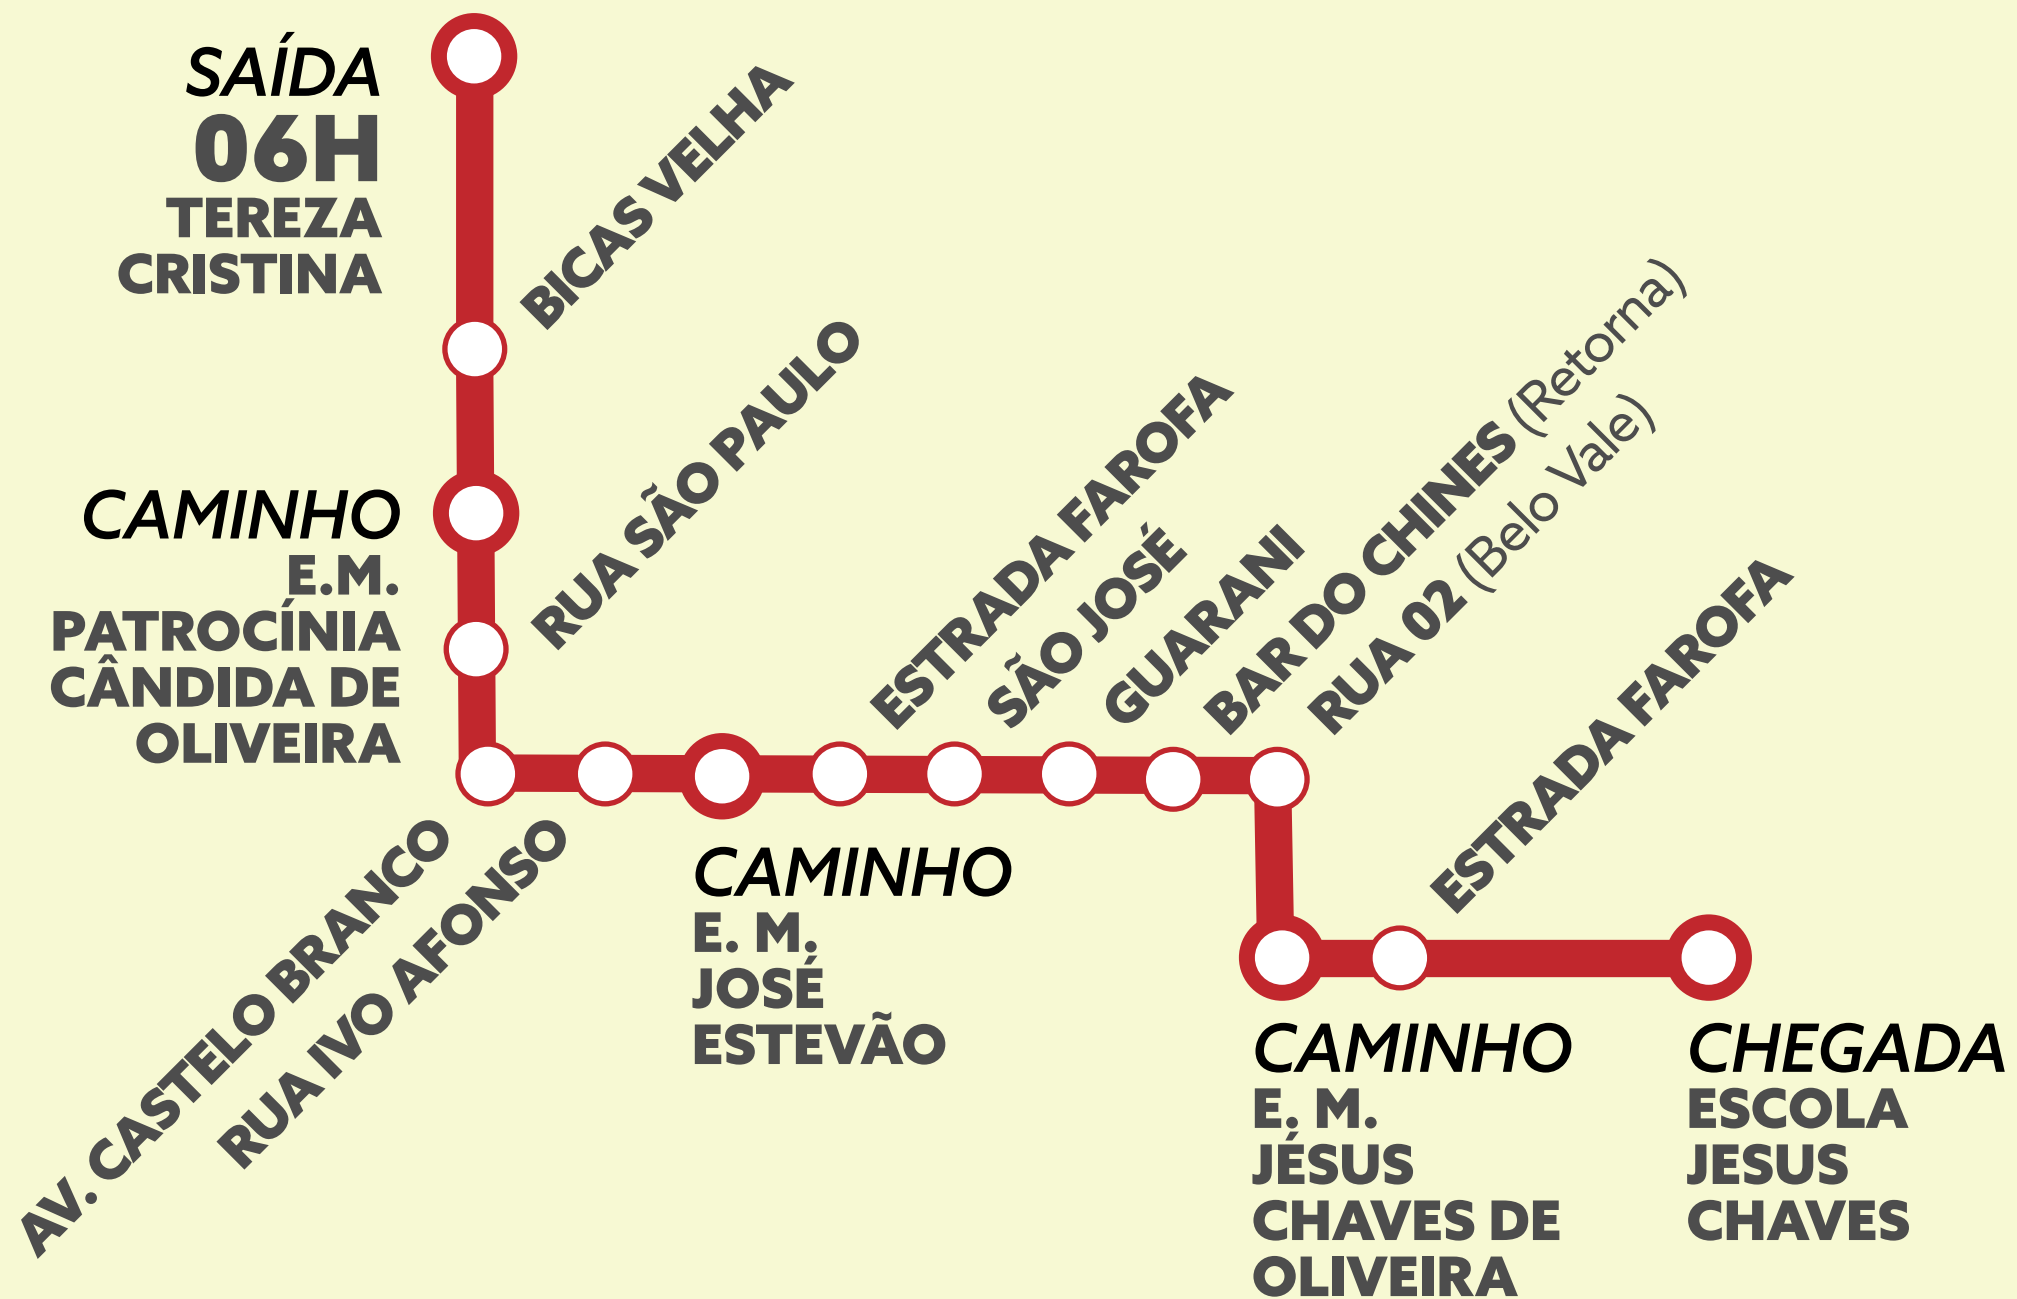 SAÍDA
06H
TEREZA
CRISTINA
BICAS VELHA
CAMINHO
E.M.
PATROCÍNIA
CÂNDIDA DE
OLIVEIRA
RUA SÃO PAULO
AV. CASTELO BRANCO
RUA IVO AFONSO
CAMINHO
E. M.
JOSÉ
ESTEVÃO
ESTRADA FAROFA
SÃO JOSÉ
GUARANI
BAR DO CHINES (Retorna)
RUA 02 (Belo Vale)
CAMINHO
E. M.
JÉSUS
CHAVES DE
OLIVEIRA
ESTRADA FAROFA
CHEGADA
ESCOLA
JESUS
CHAVES